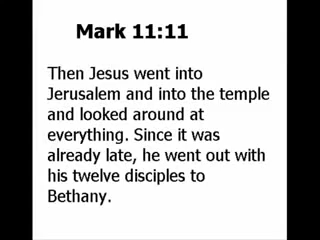 Mark 11:11
Then Jesus went into
Jerusalem and into the temple
and looked around at
everything. Since it was
already late, he went out with
his twelve disciples to
Bethany.